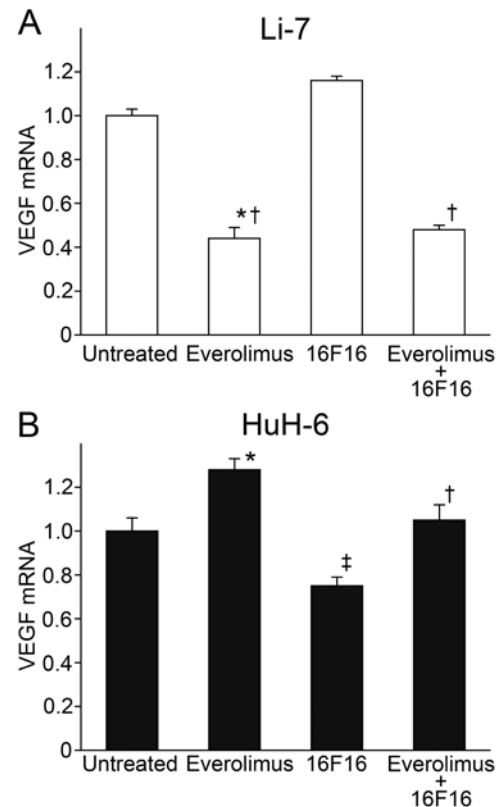 A
Li-7
VEGF mRNA
1.2
1.0
0.8
0.6
0.4
0.2
0
*†
†
Untreated Everolimus 16F16 Everolimus
+
16F16
B
HuH-6
VEGF mRNA
1.2
1.0
0.8
0.6
0.4
0.2
0
*
‡
†
Untreated Everolimus 16F16 Everolimus
+
16F16